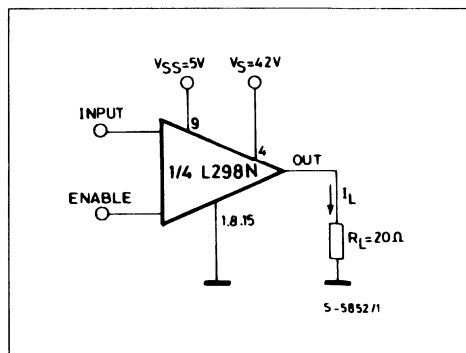 VSS=5V VS=42V
INPUT
9
4
OUT
1/4 L298N
IL
ENABLE
1.8.15
RL=20Ω
S-5852/1